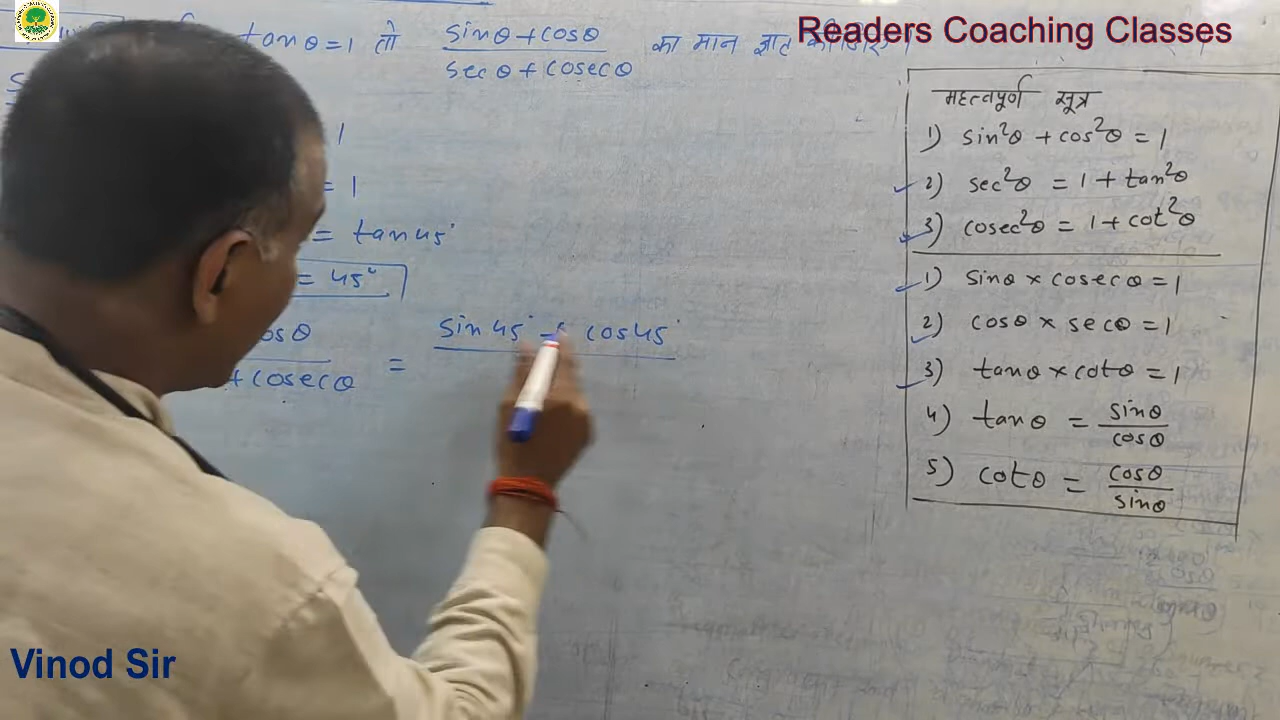 Readers Coaching Classes
tanθ = 1 तो sinθ + cosθ / secθ + cosecθ का मान ज्ञात
1
= 1
= tan45°
= 45°
cosθ / + cosecθ = sin45° + cos45°
महत्वपूर्ण सूत्र
1) sin²θ + cos²θ = 1
2) sec²θ = 1 + tan²θ
3) cosec²θ = 1 + cot²θ
1) sinθ × cosecθ = 1
2) cosθ × secθ = 1
3) tanθ × cotθ = 1
4) tanθ = sinθ / cosθ
5) cotθ = cosθ / sinθ
Vinod Sir